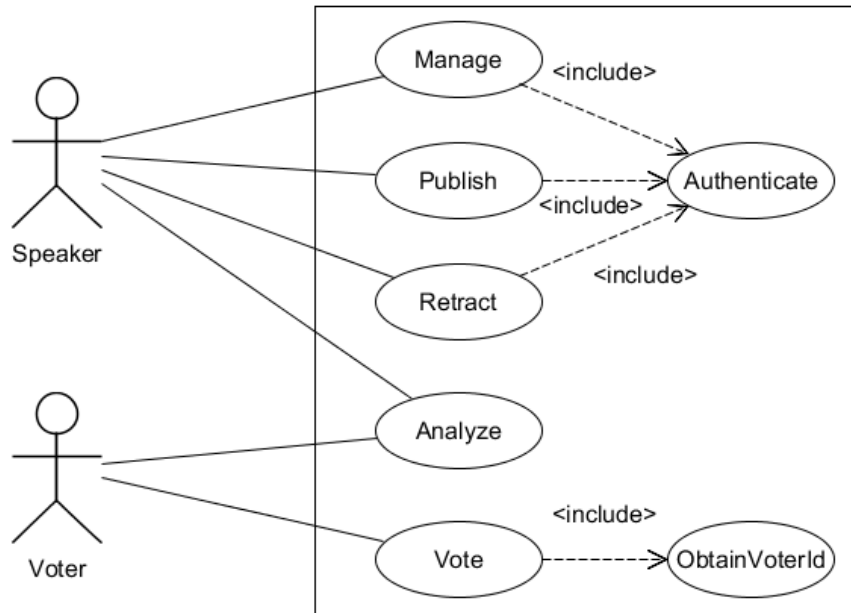 Manage
<include>
Publish
Authenticate
<include>
Speaker
Retract
<include>
Analyze
<include>
Vote
ObtainVoterId
Voter